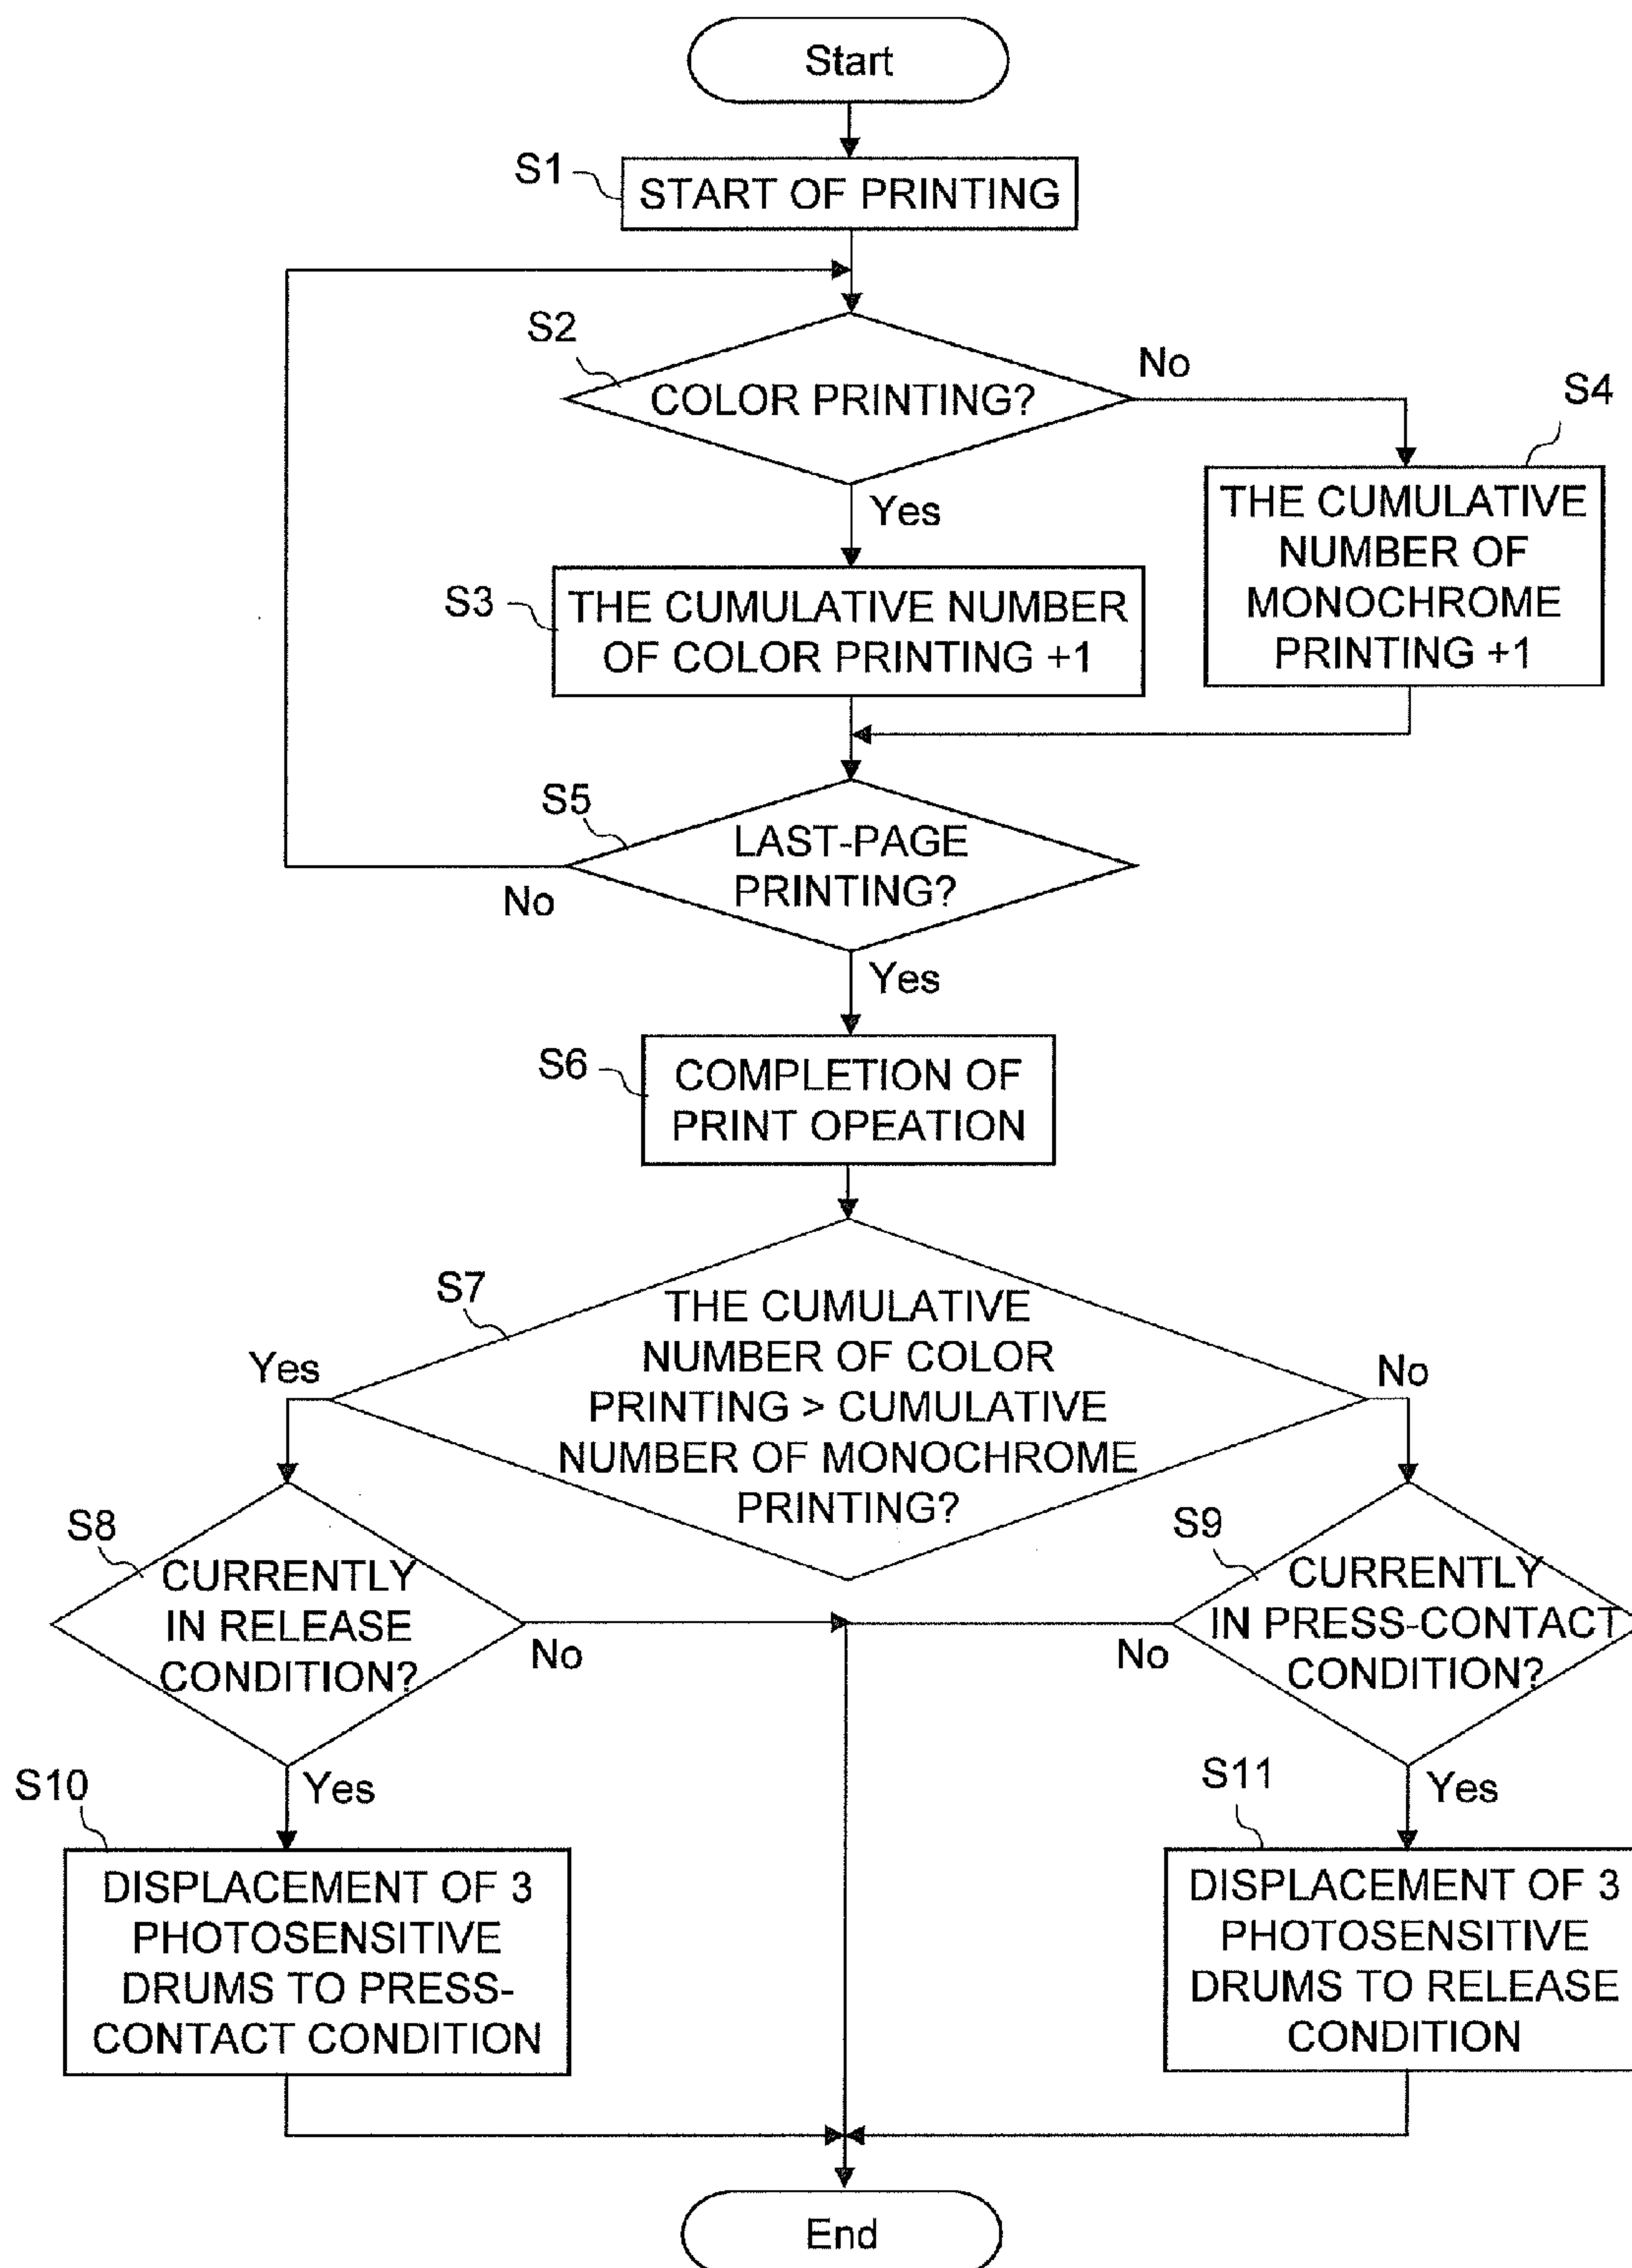 Start
S1
START OF PRINTING
S2
COLOR PRINTING?
No
S4
Yes
THE CUMULATIVE
NUMBER OF
MONOCHROME
PRINTING +1
S3
THE CUMULATIVE NUMBER
OF COLOR PRINTING +1
S5
LAST-PAGE
PRINTING?
No
Yes
S6
COMPLETION OF
PRINT OPEATION
S7
THE CUMULATIVE
NUMBER OF COLOR
PRINTING > CUMULATIVE
NUMBER OF MONOCHROME
PRINTING?
Yes
No
S8
CURRENTLY
IN RELEASE
CONDITION?
No
S9
CURRENTLY
IN PRESS-CONTACT
CONDITION?
No
S10
Yes
DISPLACEMENT OF 3
PHOTOSENSITIVE
DRUMS TO PRESS-
CONTACT CONDITION
S11
Yes
DISPLACEMENT OF 3
PHOTOSENSITIVE
DRUMS TO RELEASE
CONDITION
End